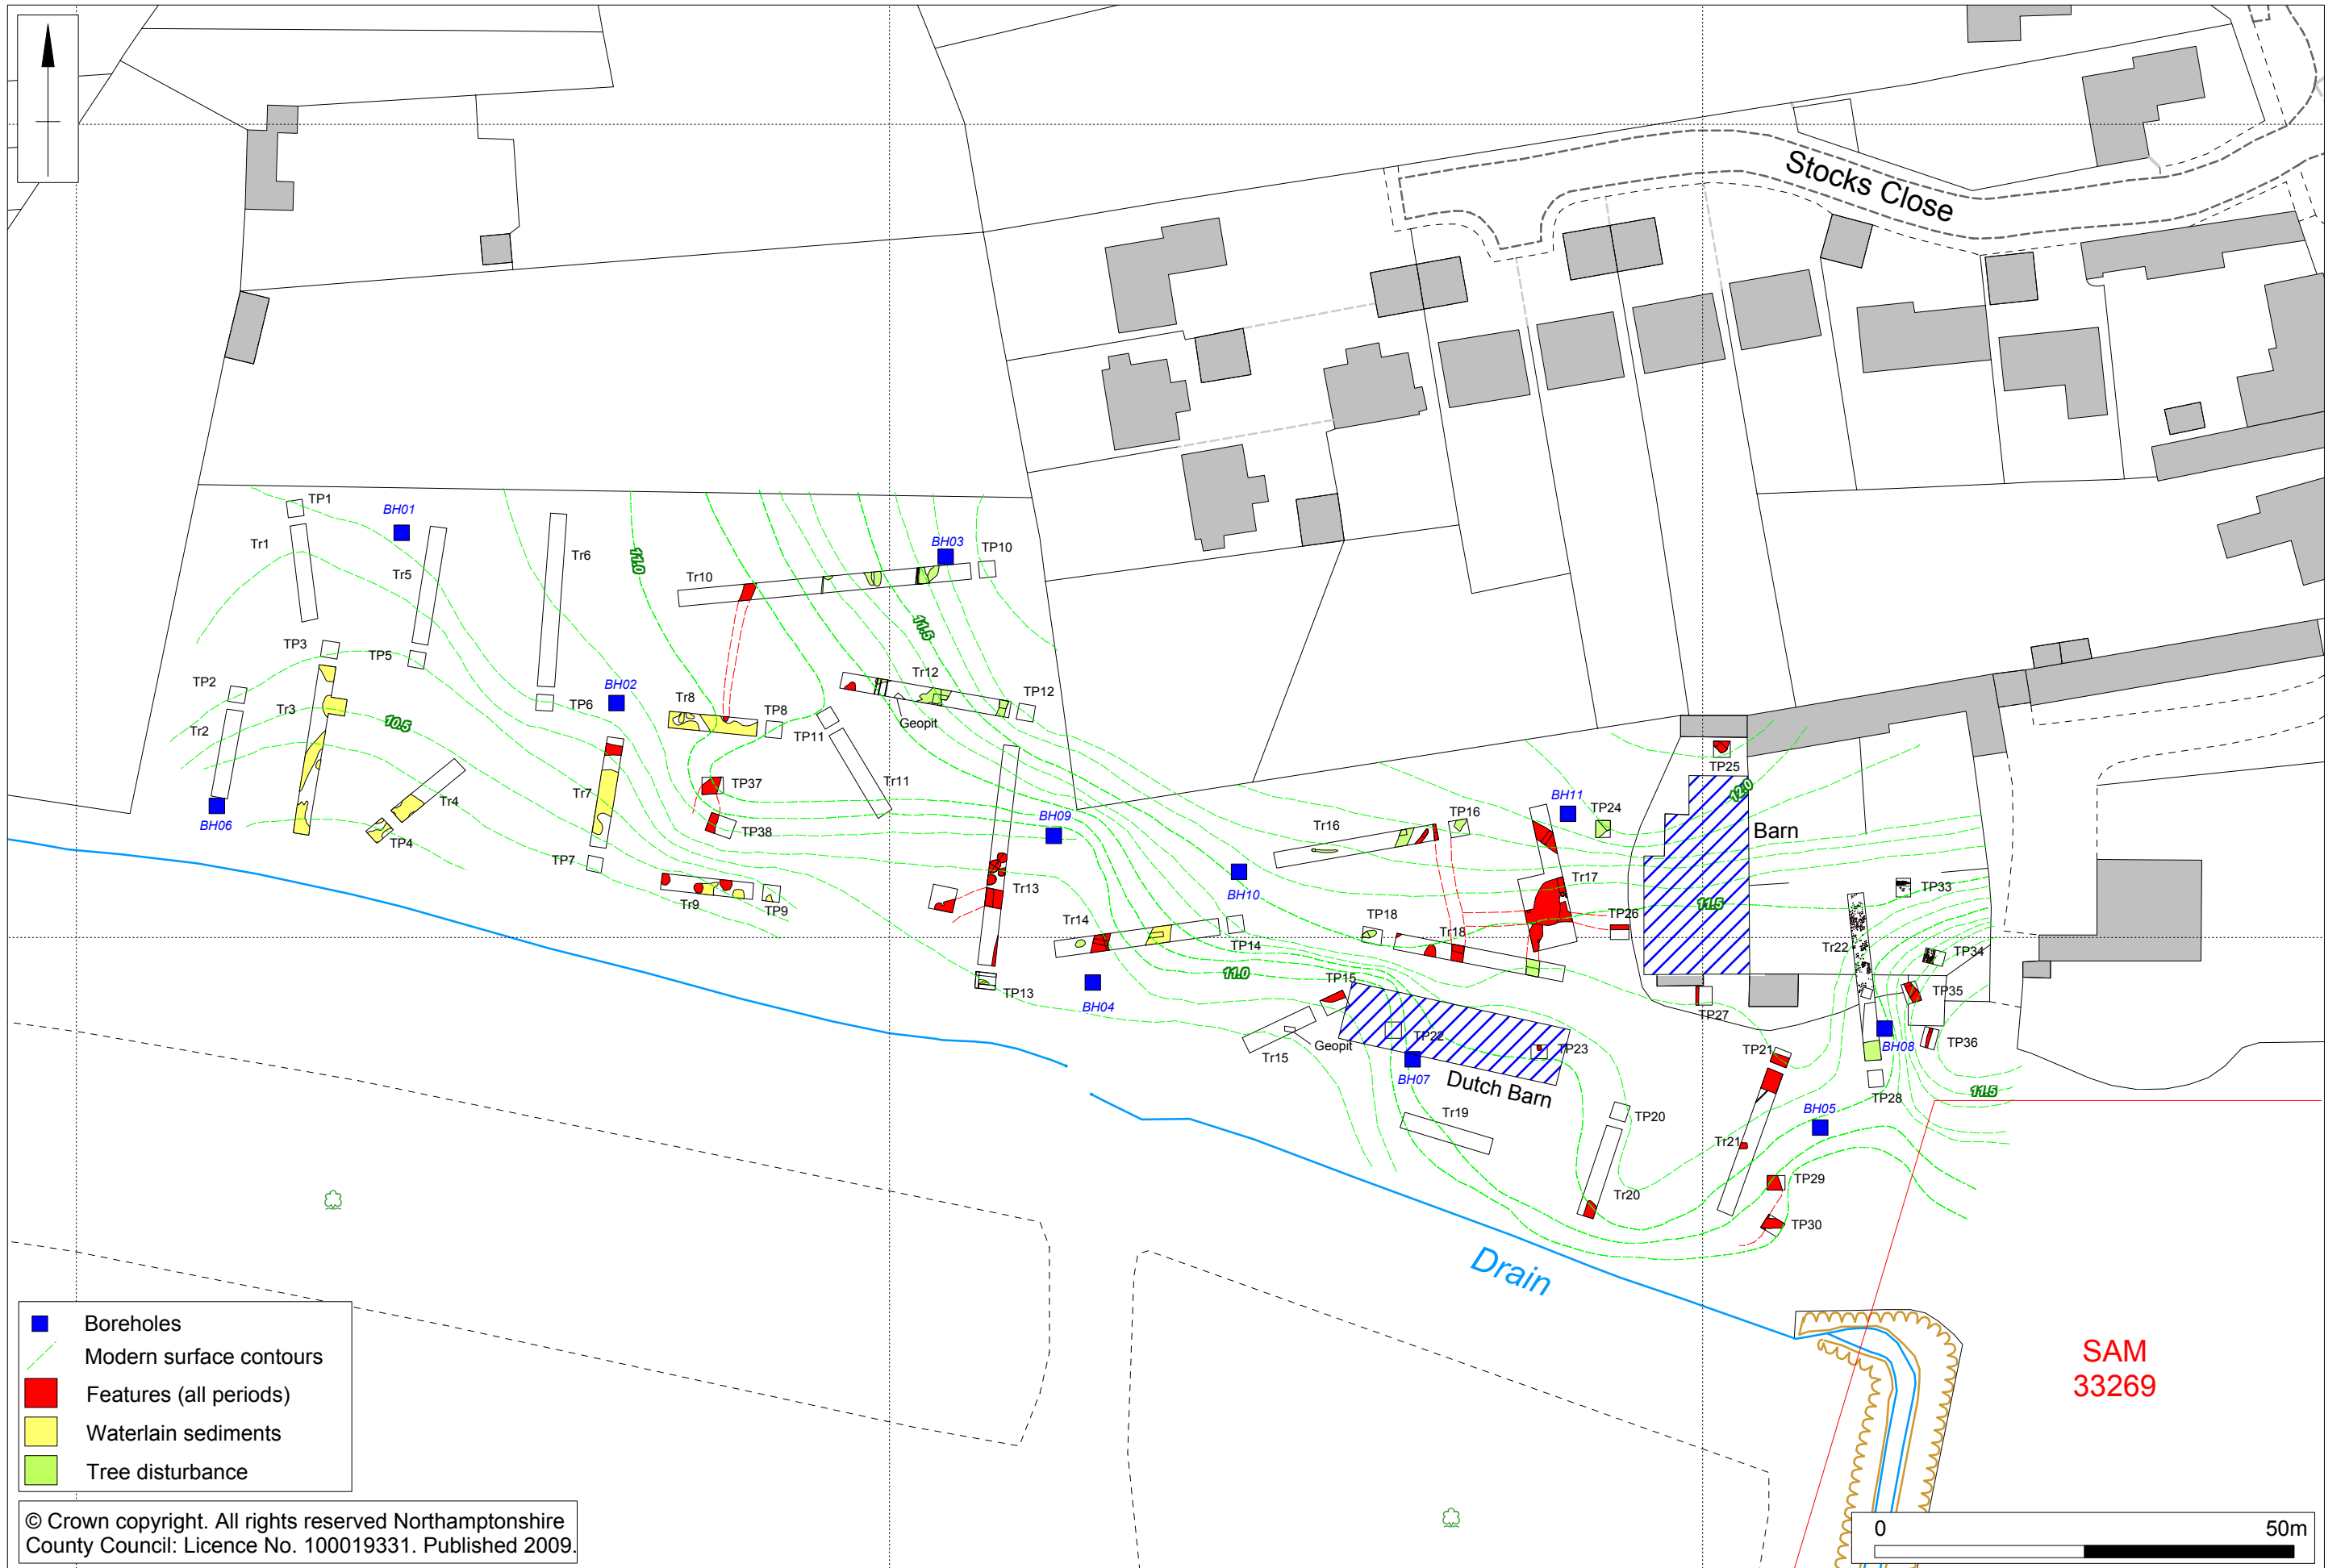 Stocks Close
TP1
BH01
Tr1
Tr5
Tr6
11.0
Tr10
BH03
TP10
11.5
TP3
TP5
TP2
Tr3
Tr2
10.5
BH06
TP4
Tr4
TP6
BH02
Tr8
TP8
Tr12
TP12
Geopit
TP11
Tr11
Tr7
TP37
TP38
TP7
Tr9
TP9
BH09
Tr13
TP13
Tr14
TP14
BH04
BH10
11.0
Tr16
TP16
BH11
TP24
TP25
12.0
Barn
Tr17
TP18
Tr18
TP26
11.5
TP33
Tr22
TP34
TP27
TP35
TP15
Geopit
Tr15
TP22
TP23
BH07
Dutch Barn
Tr19
TP20
Tr20
TP21
Tr21
BH08
TP36
TP28
11.5
BH05
TP29
TP30
Drain
SAM
33269
Boreholes
Modern surface contours
Features (all periods)
Waterlain sediments
Tree disturbance
© Crown copyright. All rights reserved Northamptonshire
County Council: Licence No. 100019331. Published 2009.
0 50m